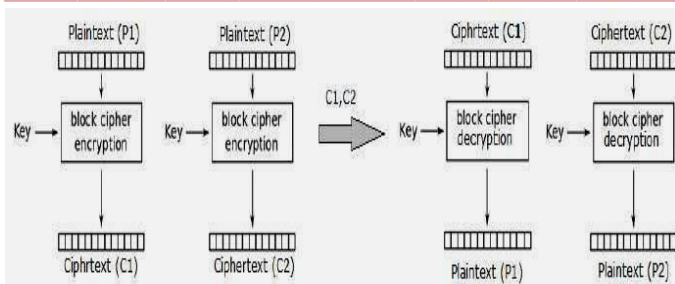 Plaintext (P1)
Plaintext (P2)
Ciphrtext (C1)
Ciphertext (C2)
C1,C2
Key
block cipher
encryption
Key
block cipher
encryption
Key
block cipher
decryption
Key
block cipher
decryption
Ciphrtext (C1)
Ciphertext (C2)
Plaintext (P1)
Plaintext (P2)